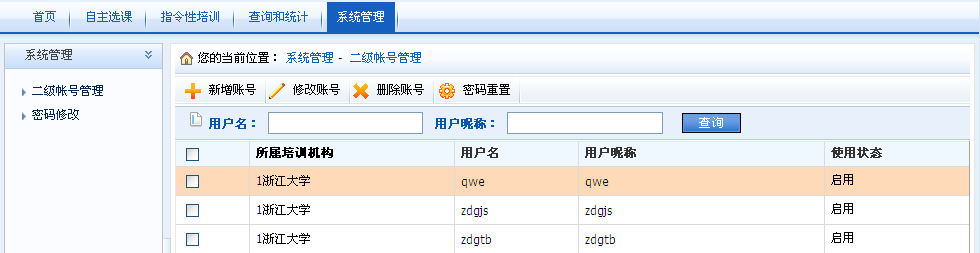 首页 自主选课 指令性培训 查询和统计 系统管理
系统管理
二级帐号管理
密码修改
您的当前位置： 系统管理 - 二级帐号管理
新增账号 修改账号 删除账号 密码重置
用户名： 用户昵称： 查询
所属培训机构 用户名 用户昵称 使用状态
1浙江大学 qwe qwe 启用
1浙江大学 zdgjs zdgjs 启用
1浙江大学 zdgtb zdgtb 启用